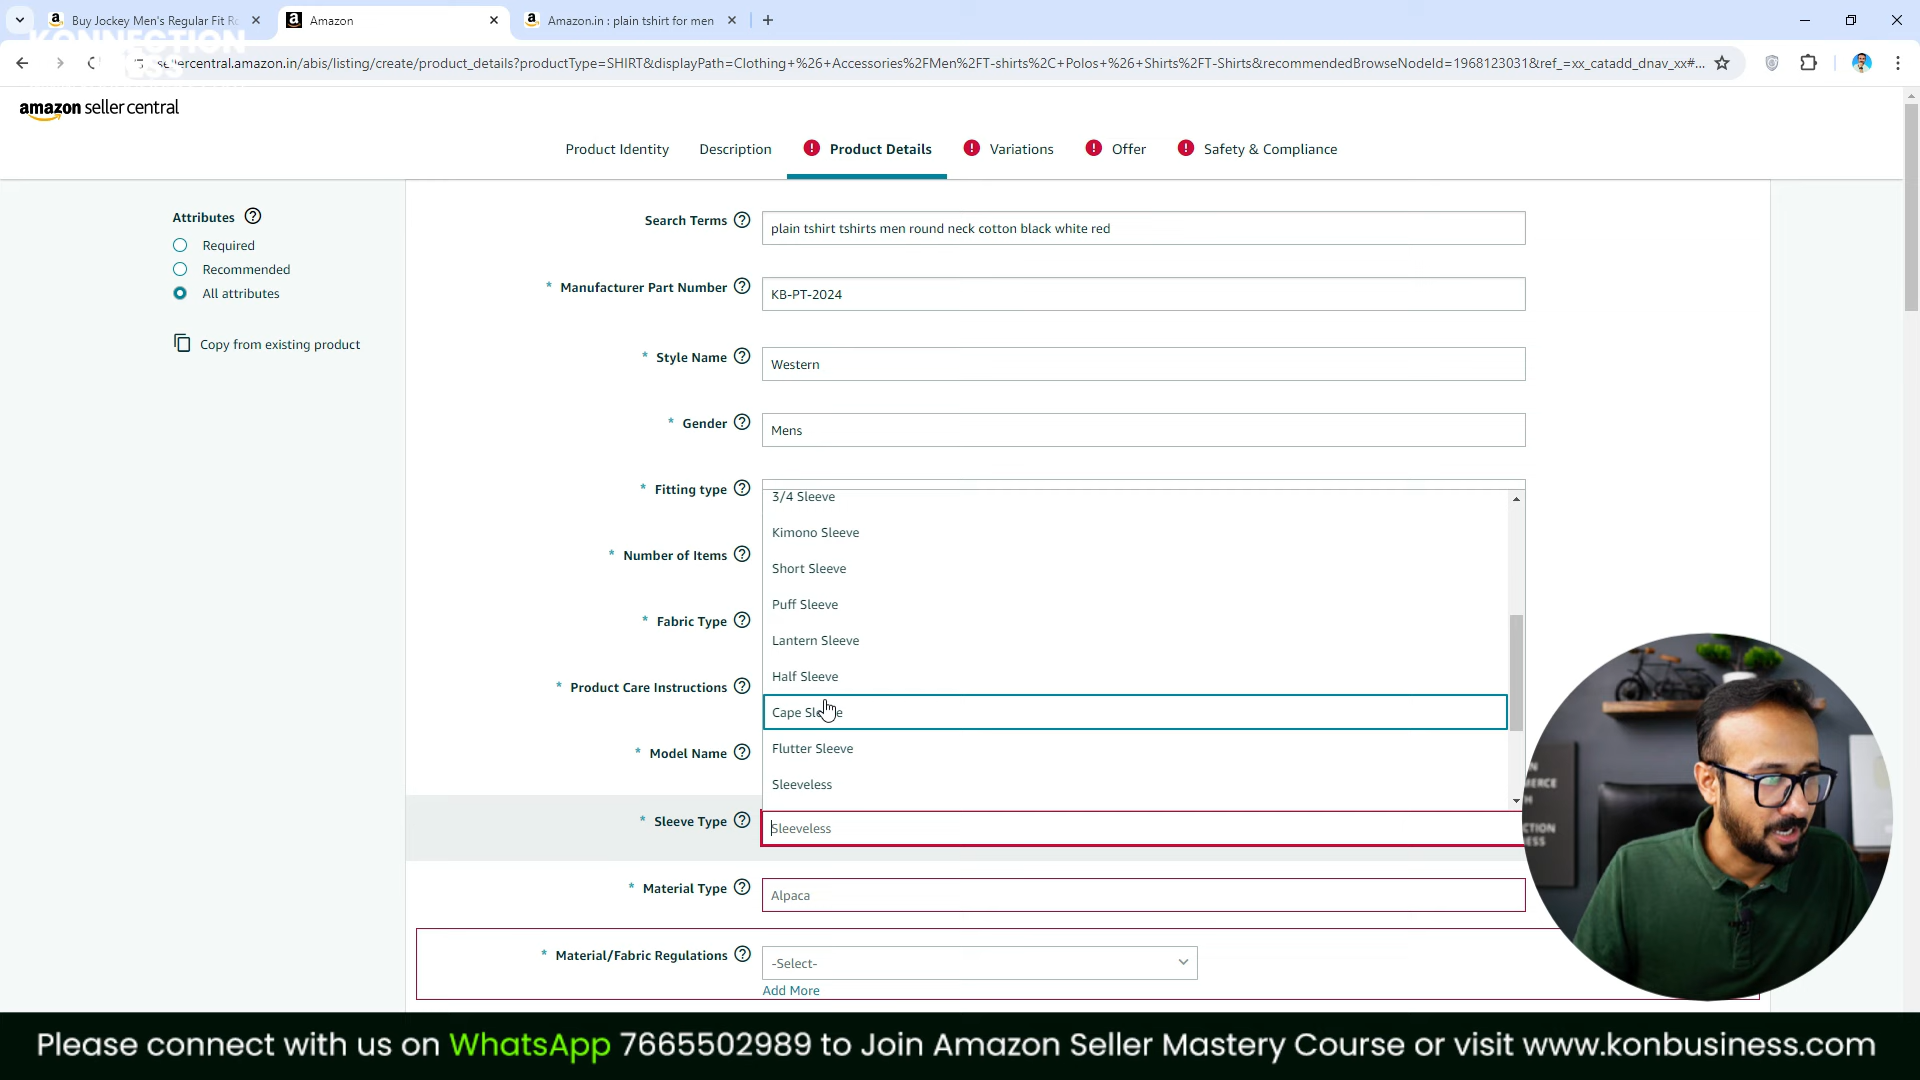 Buy Jockey Men's Regular Fit Ro
Amazon
Amazon.in : plain tshirt for men
KONNECTION
sellercentral.amazon.in/abis/listing/create/product_details?productType=SHIRT&displayPath=Clothing+%26+Accessories%2FMen%2FT-shirts%2C+Polos+%26+Shirts%2FT-Shirts&recommendedBrowseNodeId=1968123031&ref_=xx_catadd_dnav_xx#...
amazon seller central
Product Identity
Description
Product Details
Variations
Offer
Safety & Compliance
Attributes
Required
Recommended
All attributes
Copy from existing product
Search Terms
plain tshirt tshirts men round neck cotton black white red
* Manufacturer Part Number
KB-PT-2024
* Style Name
Western
* Gender
Mens
* Fitting type
* Number of Items
* Fabric Type
* Product Care Instructions
* Model Name
3/4 Sleeve
Kimono Sleeve
Short Sleeve
Puff Sleeve
Lantern Sleeve
Half Sleeve
Cape Sleeve
Flutter Sleeve
Sleeveless
* Sleeve Type
Sleeveless
* Material Type
Alpaca
* Material/Fabric Regulations
-Select-
Add More
Please connect with us on WhatsApp 7665502989 to Join Amazon Seller Mastery Course or visit www.konbusiness.com